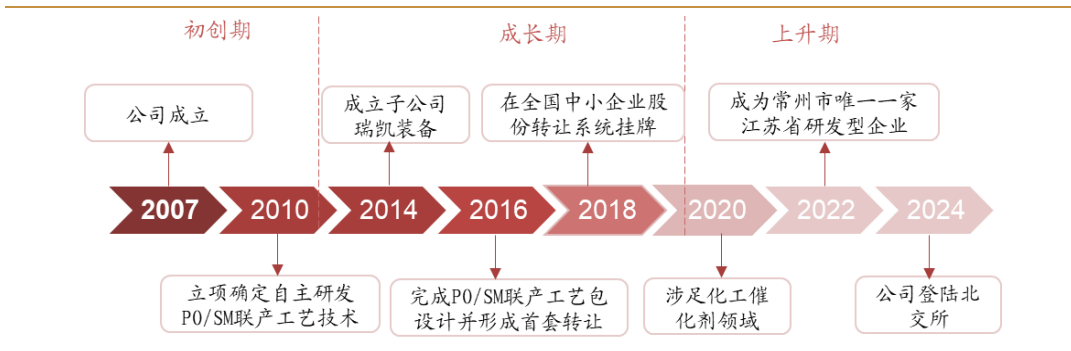 初创期
成长期
上升期
公司成立
成立子公司
瑞凯装备
在全国中小企业股
份转让系统挂牌
成为常州市唯一一家
江苏省研发型企业
2007
2010
2014
2016
2018
2020
2022
2024
立项确定自主研发
PO/SM联产工艺技术
完成PO/SM联产工艺包
设计并形成首套转让
涉足化工催
化剂领域
公司登陆北
交所